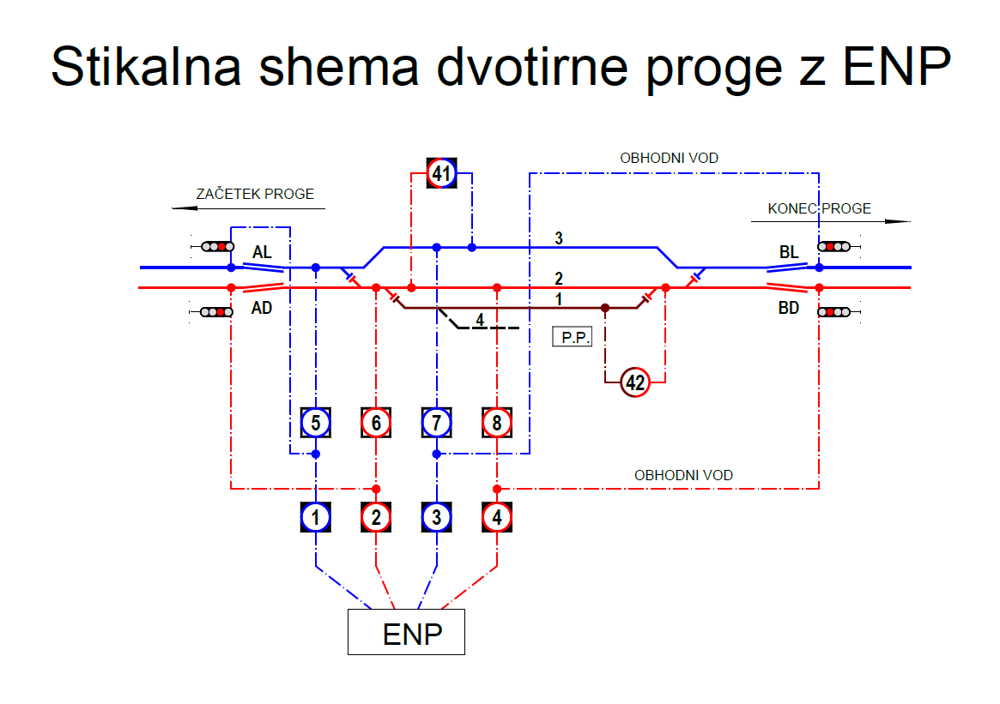 Stikalna shema dvotirne proge z ENP
OBHODNI VOD
41
ZAČETEK PROGE
KONEC PROGE
3
AL
BL
2
1
AD
BD
4
P.P.
42
5
6
7
8
OBHODNI VOD
1
2
3
4
ENP